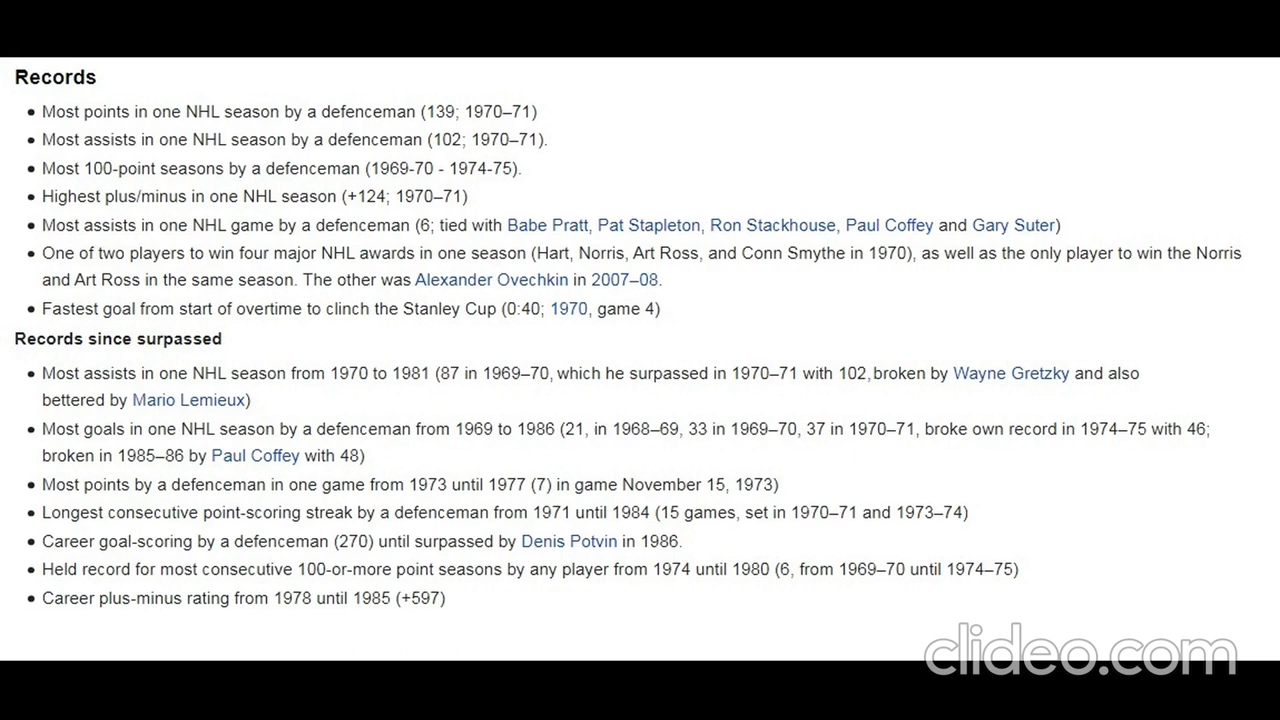 Records
• Most points in one NHL season by a defenceman (139; 1970–71)
• Most assists in one NHL season by a defenceman (102; 1970–71).
• Most 100-point seasons by a defenceman (1969-70 - 1974-75).
• Highest plus/minus in one NHL season (+124; 1970–71)
• Most assists in one NHL game by a defenceman (6; tied with Babe Pratt, Pat Stapleton, Ron Stackhouse, Paul Coffey and Gary Suter)
• One of two players to win four major NHL awards in one season (Hart, Norris, Art Ross, and Conn Smythe in 1970), as well as the only player to win the Norris
and Art Ross in the same season. The other was Alexander Ovechkin in 2007–08.
• Fastest goal from start of overtime to clinch the Stanley Cup (0:40; 1970, game 4)
Records since surpassed
• Most assists in one NHL season from 1970 to 1981 (87 in 1969–70, which he surpassed in 1970–71 with 102, broken by Wayne Gretzky and also
bettered by Mario Lemieux)
• Most goals in one NHL season by a defenceman from 1969 to 1986 (21, in 1968–69, 33 in 1969–70, 37 in 1970–71, broke own record in 1974–75 with 46;
broken in 1985–86 by Paul Coffey with 48)
• Most points by a defenceman in one game from 1973 until 1977 (7) in game November 15, 1973)
• Longest consecutive point-scoring streak by a defenceman from 1971 until 1984 (15 games, set in 1970–71 and 1973–74)
• Career goal-scoring by a defenceman (270) until surpassed by Denis Potvin in 1986.
• Held record for most consecutive 100-or-more point seasons by any player from 1974 until 1980 (6, from 1969–70 until 1974–75)
• Career plus-minus rating from 1978 until 1985 (+597)
clideo.com